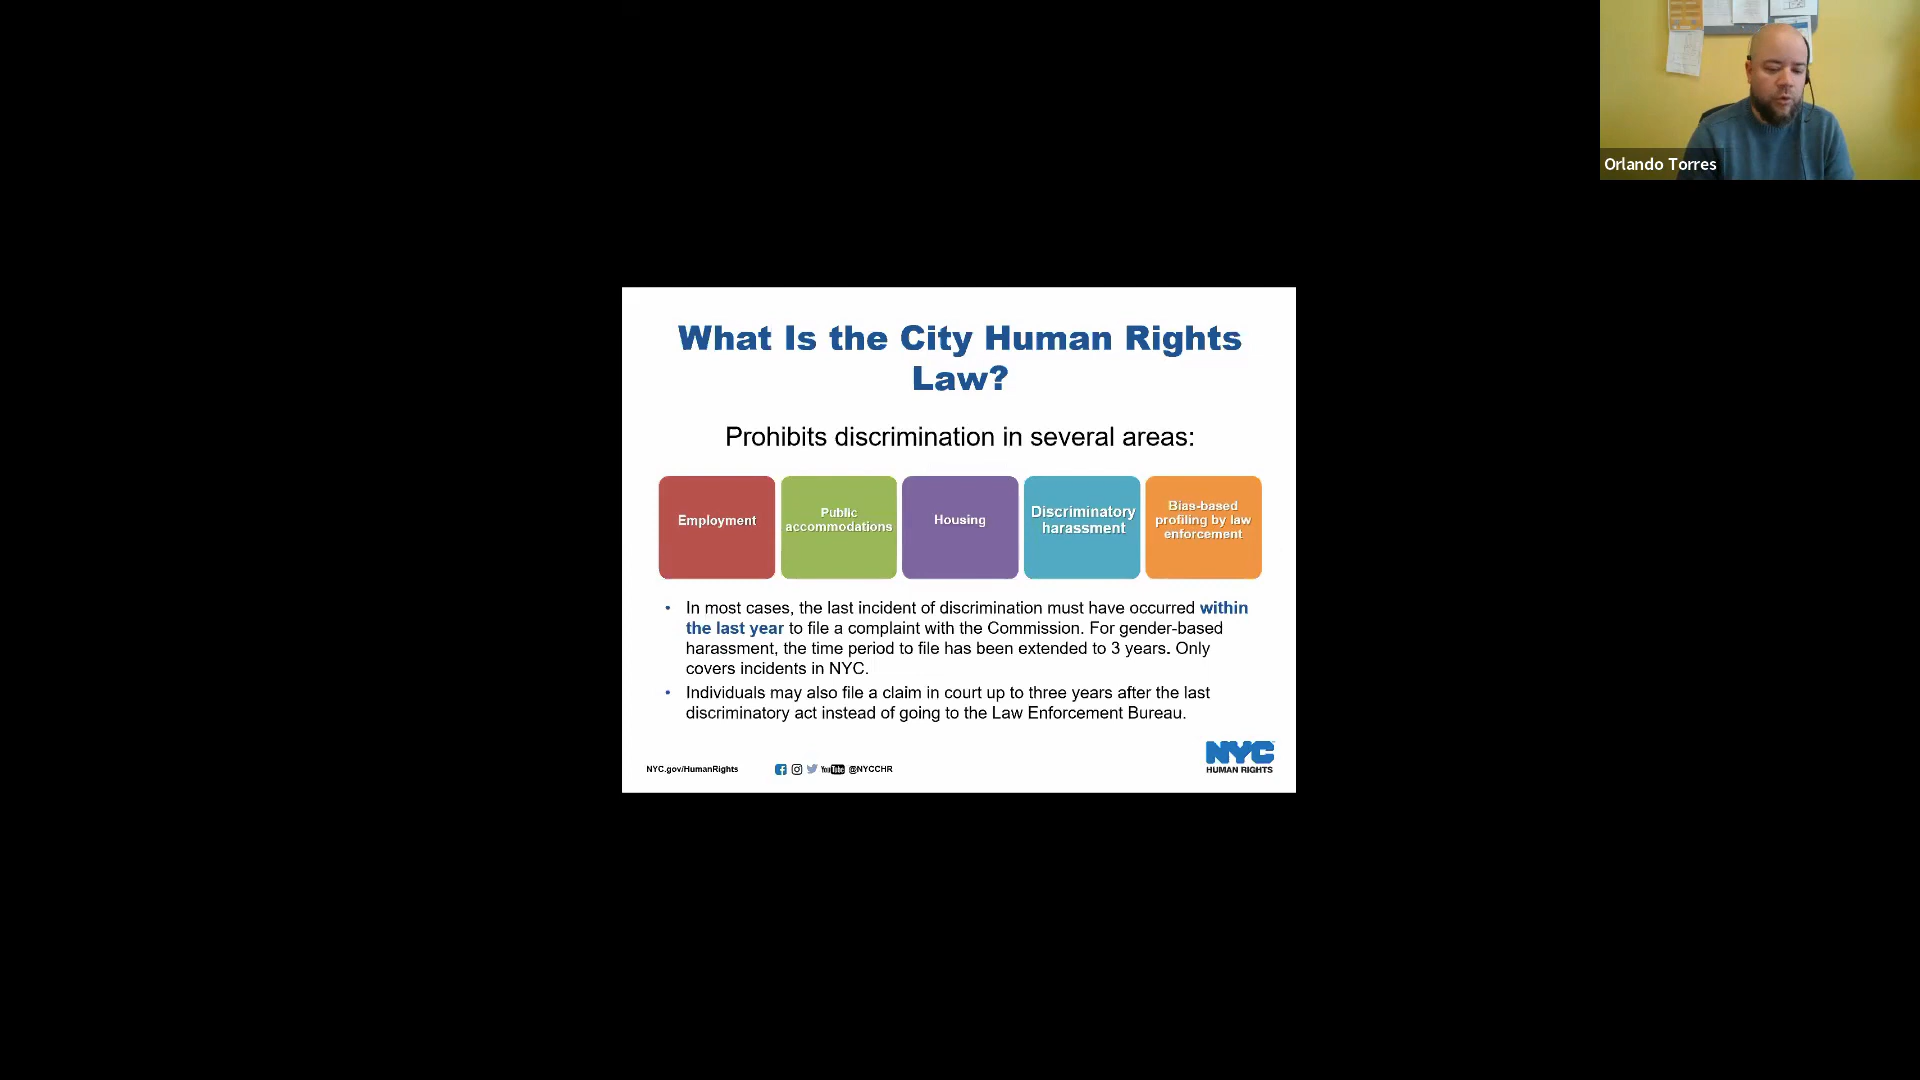 Orlando Torres
What Is the City Human Rights
Law?
Prohibits discrimination in several areas:
Employment
Public
accommodations
Housing
Discriminatory
harassment
Bias-based
profiling by law
enforcement
• In most cases, the last incident of discrimination must have occurred within
the last year to file a complaint with the Commission. For gender-based
harassment, the time period to file has been extended to 3 years. Only
covers incidents in NYC.
• Individuals may also file a claim in court up to three years after the last
discriminatory act instead of going to the Law Enforcement Bureau.
NYC.gov/HumanRights
YouTube @NYCCHR
NYC
HUMAN RIGHTS